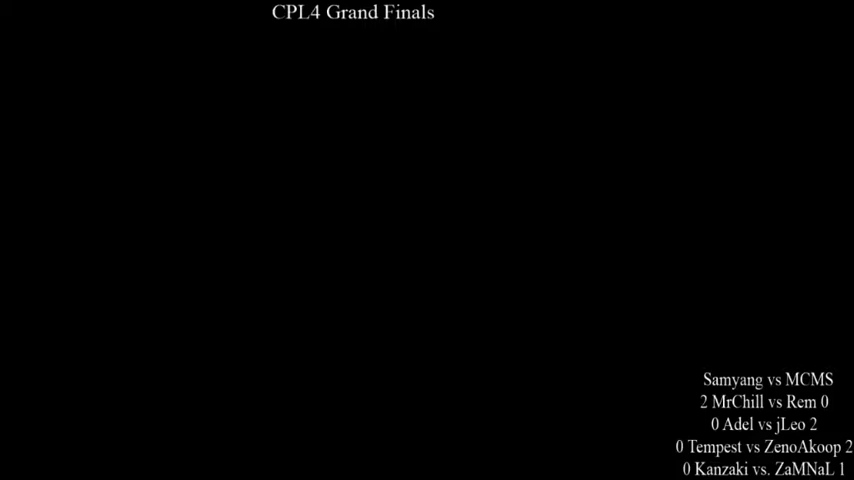 CPL4 Grand Finals
Samyang vs MCMS
2 MrChill vs Rem 0
0 Adel vs jLeo 2
0 Tempest vs ZenoAkoop 2
0 Kanzaki vs. ZaMNaL 1